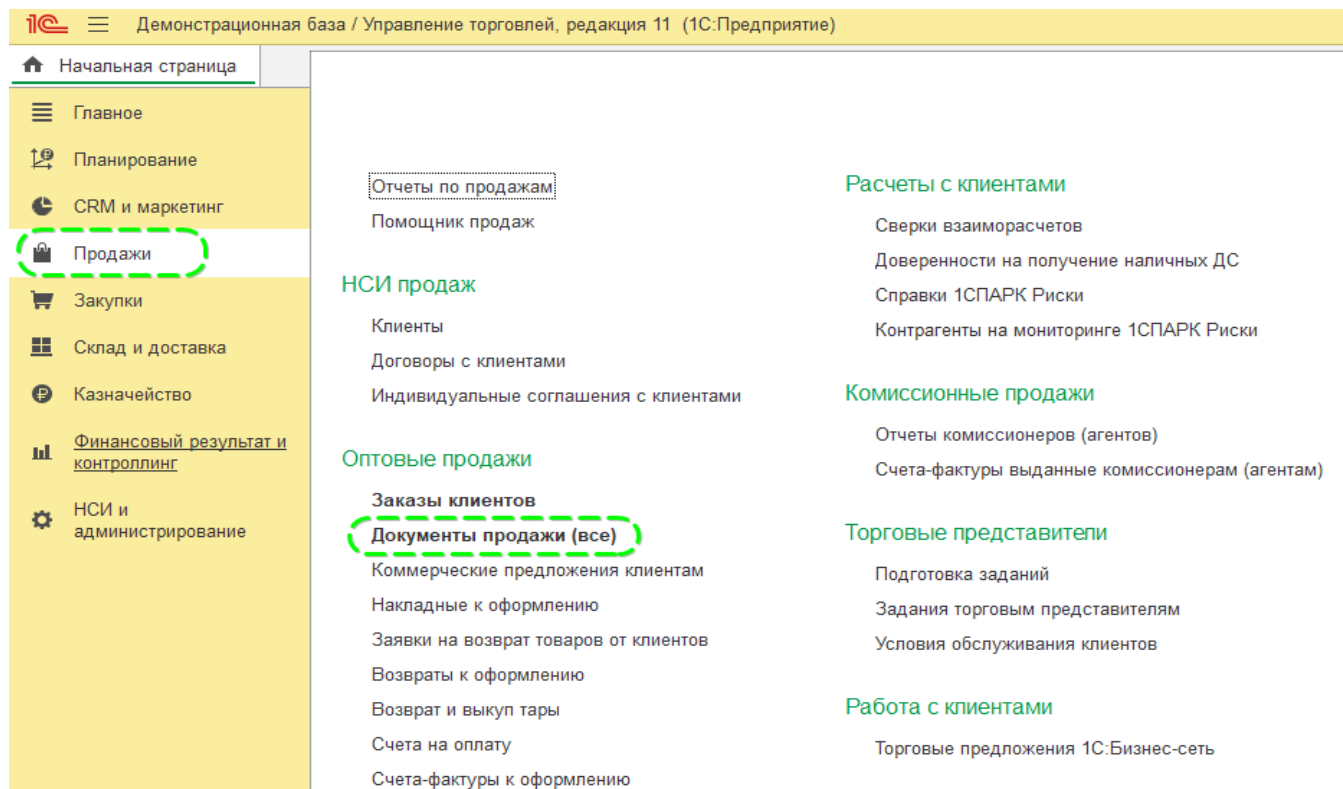 1С Демонстрационная база / Управление торговлей, редакция 11 (1С:Предприятие)
Начальная страница
Главное
Планирование
CRM и маркетинг
Продажи
Закупки
Склад и доставка
Казначейство
Финансовый результат и
контроллинг
НСИ и
администрирование
Отчеты по продажам
Помощник продаж
НСИ продаж
Клиенты
Договоры с клиентами
Индивидуальные соглашения с клиентами
Оптовые продажи
Заказы клиентов
Документы продажи (все)
Коммерческие предложения клиентам
Накладные к оформлению
Заявки на возврат товаров от клиентов
Возвраты к оформлению
Возврат и выкуп тары
Счета на оплату
Счета-фактуры к оформлению
Расчеты с клиентами
Сверки взаиморасчетов
Доверенности на получение наличных ДС
Справки 1СПАРК Риски
Контрагенты на мониторинге 1СПАРК Риски
Комиссионные продажи
Отчеты комиссионеров (агентов)
Счета-фактуры выданные комиссионерам (агентам)
Торговые представители
Подготовка заданий
Задания торговым представителям
Условия обслуживания клиентов
Работа с клиентами
Торговые предложения 1С:Бизнес-сеть